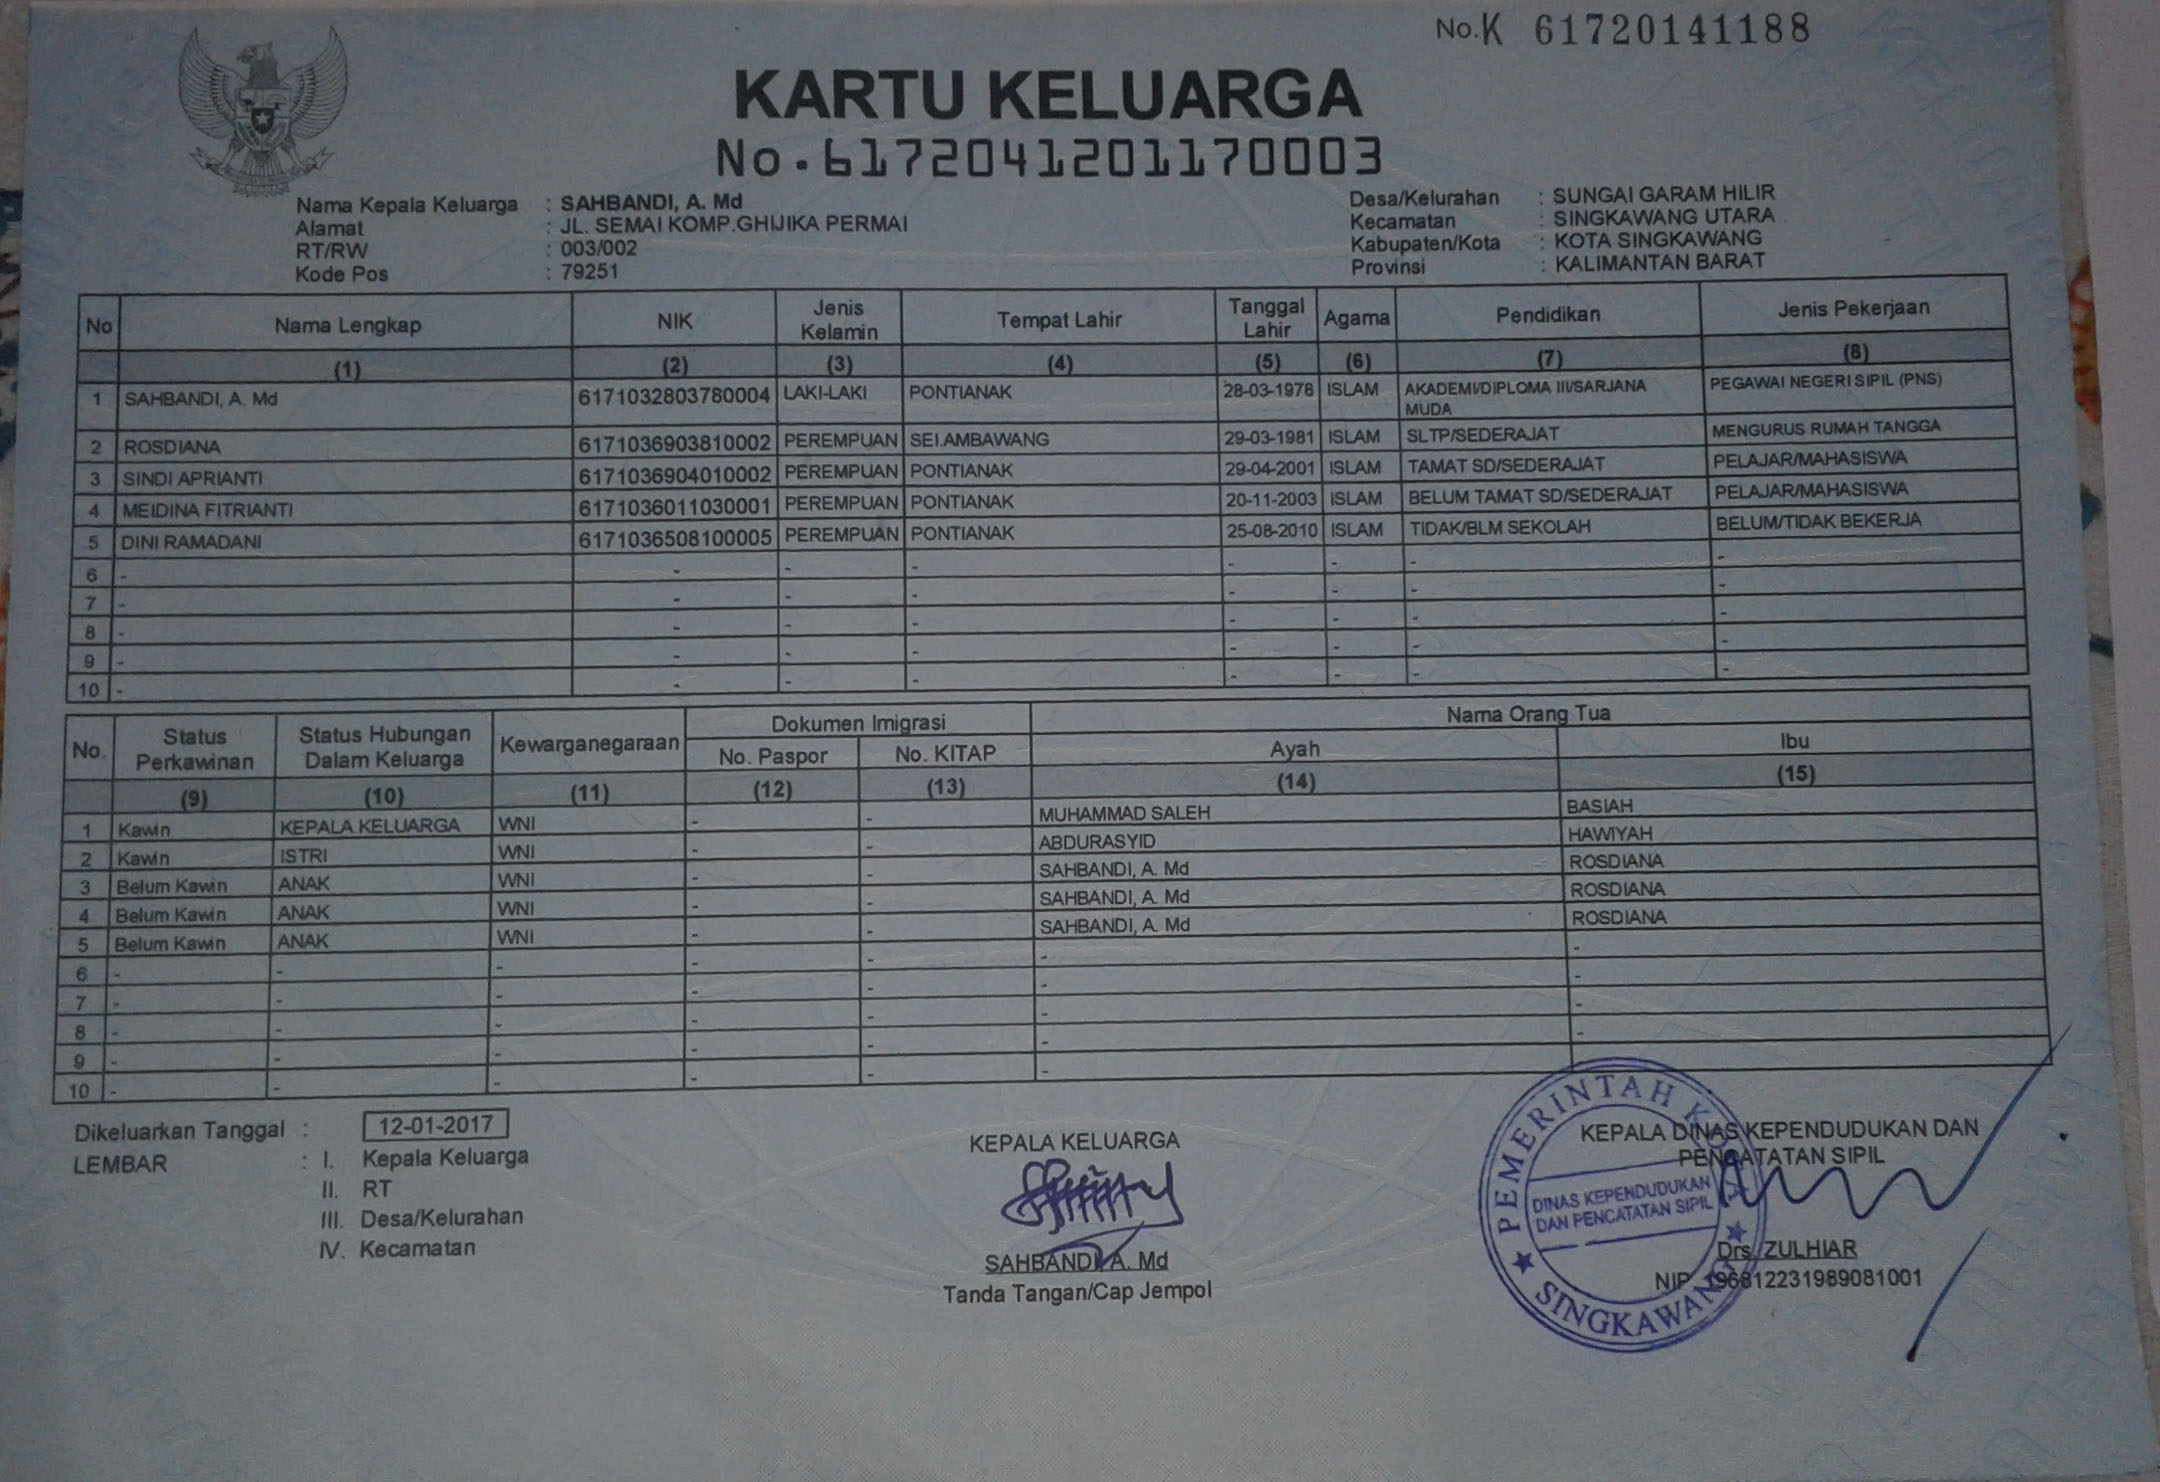 No.K 61720141188
KARTU KELUARGA
No.6172041201170003
Nama Kepala Keluarga : SAHBANDI, A. Md
Alamat : JL. SEMAI KOMP.GHIJIKA PERMAI
RT/RW : 003/002
Kode Pos : 79251
Desa/Kelurahan : SUNGAI GARAM HILIR
Kecamatan : SINGKAWANG UTARA
Kabupaten/Kota : KOTA SINGKAWANG
Provinsi : KALIMANTAN BARAT
No Nama Lengkap NIK Jenis Kelamin Tempat Lahir Tanggal Lahir Agama Pendidikan Jenis Pekerjaan
(1) (2) (3) (4) (5) (6) (7) (8)
1 SAHBANDI, A. Md 6171032803780004 LAKI-LAKI PONTIANAK 28-03-1978 ISLAM AKADEMI/DIPLOMA III/SARJANA MUDA PEGAWAI NEGERI SIPIL (PNS)
2 ROSDIANA 6171036903810002 PEREMPUAN SEI.AMBAWANG 29-03-1981 ISLAM SLTP/SEDERAJAT MENGURUS RUMAH TANGGA
3 SINDI APRIANTI 6171036904010002 PEREMPUAN PONTIANAK 29-04-2001 ISLAM TAMAT SD/SEDERAJAT PELAJAR/MAHASISWA
4 MEIDINA FITRIANTI 6171036011030001 PEREMPUAN PONTIANAK 20-11-2003 ISLAM BELUM TAMAT SD/SEDERAJAT PELAJAR/MAHASISWA
5 DINI RAMADANI 6171036508100005 PEREMPUAN PONTIANAK 25-08-2010 ISLAM TIDAK/BLM SEKOLAH BELUM/TIDAK BEKERJA
6 - - - - - - - -
7 - - - - - - - -
8 - - - - - - - -
9 - - - - - - - -
10 - - - - - - - -
No. Status Perkawinan Status Hubungan Dalam Keluarga Kewarganegaraan Dokumen Imigrasi Nama Orang Tua
No. Paspor No. KITAP Ayah Ibu
(9) (10) (11) (12) (13) (14) (15)
1 Kawin KEPALA KELUARGA WNI - - MUHAMMAD SALEH BASIAH
2 Kawin ISTRI WNI - - ABDURASYID HAWIYAH
3 Belum Kawin ANAK WNI - - SAHBANDI, A. Md ROSDIANA
4 Belum Kawin ANAK WNI - - SAHBANDI, A. Md ROSDIANA
5 Belum Kawin ANAK WNI - - SAHBANDI, A. Md ROSDIANA
6 - - - - - - -
7 - - - - - - -
8 - - - - - - -
9 - - - - - - -
10 - - - - - -
Dikeluarkan Tanggal : 12-01-2017
LEMBAR : I. Kepala Keluarga
II. RT
III. Desa/Kelurahan
IV. Kecamatan
KEPALA KELUARGA
SAHBANDI, A. Md
Tanda Tangan/Cap Jempol
KEPALA DINAS KEPENDUDUKAN DAN
PENCATATAN SIPIL
PEMERINTAH
DINAS KEPENDUDUKAN
DAN PENCATATAN SIPIL
SINGKAWANG
Drs. ZULHIAR
NIP. 196812231989081001